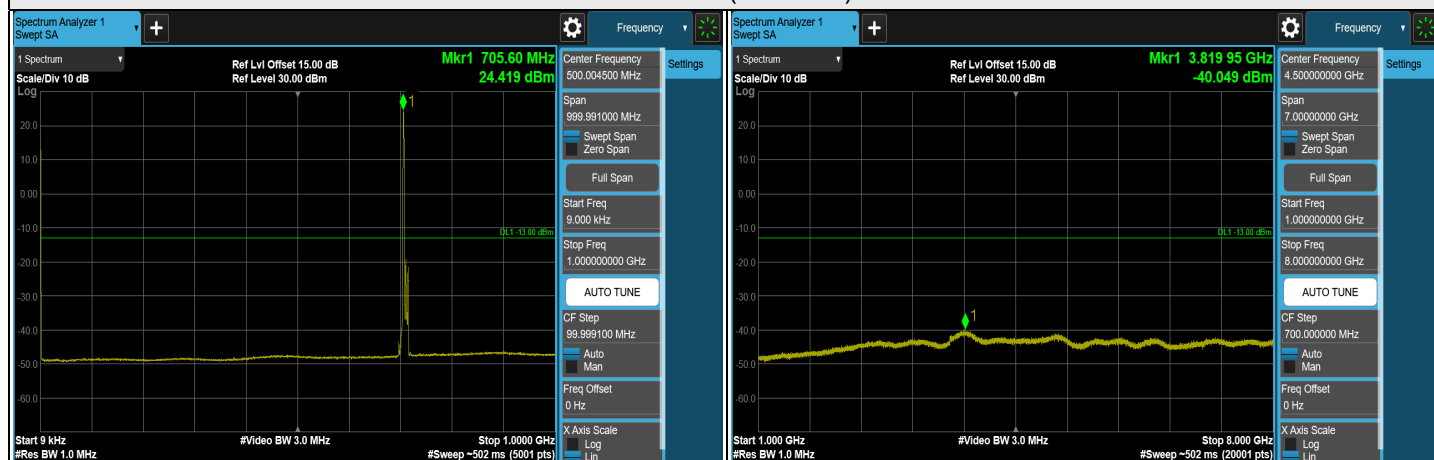 Spectrum Analyzer 1
Swept SA
+
Frequency
1 Spectrum
Scale/Div 10 dB
Log
Ref Lvl Offset 15.00 dB
Ref Level 30.00 dBm
Mkr1 705.60 MHz
24.419 dBm
1
20.0
10.0
0.00
-10.0
-20.0
-30.0
-40.0
-50.0
-60.0
DL1 -13.00 dBm
Start 9 kHz
#Res BW 1.0 MHz
#Video BW 3.0 MHz
Stop 1.0000 GHz
#Sweep ~502 ms (5001 pts)
Center Frequency
500.004500 MHz
Settings
Span
999.991000 MHz
Swept Span
Zero Span
Full Span
Start Freq
9.000 kHz
Stop Freq
1.000000000 GHz
AUTO TUNE
CF Step
99.999100 MHz
Auto
Man
Freq Offset
0 Hz
X Axis Scale
Log
Lin
Spectrum Analyzer 1
Swept SA
+
Frequency
1 Spectrum
Scale/Div 10 dB
Log
Ref Lvl Offset 15.00 dB
Ref Level 30.00 dBm
Mkr1 3.819 95 GHz
-40.049 dBm
1
20.0
10.0
0.00
-10.0
-20.0
-30.0
-40.0
-50.0
-60.0
DL1 -13.00 dBm
Start 1.000 GHz
#Res BW 1.0 MHz
#Video BW 3.0 MHz
Stop 8.000 GHz
#Sweep ~502 ms (20001 pts)
Center Frequency
4.500000000 GHz
Settings
Span
7.00000000 GHz
Swept Span
Zero Span
Full Span
Start Freq
1.000000000 GHz
Stop Freq
8.000000000 GHz
AUTO TUNE
CF Step
700.000000 MHz
Auto
Man
Freq Offset
0 Hz
X Axis Scale
Log
Lin